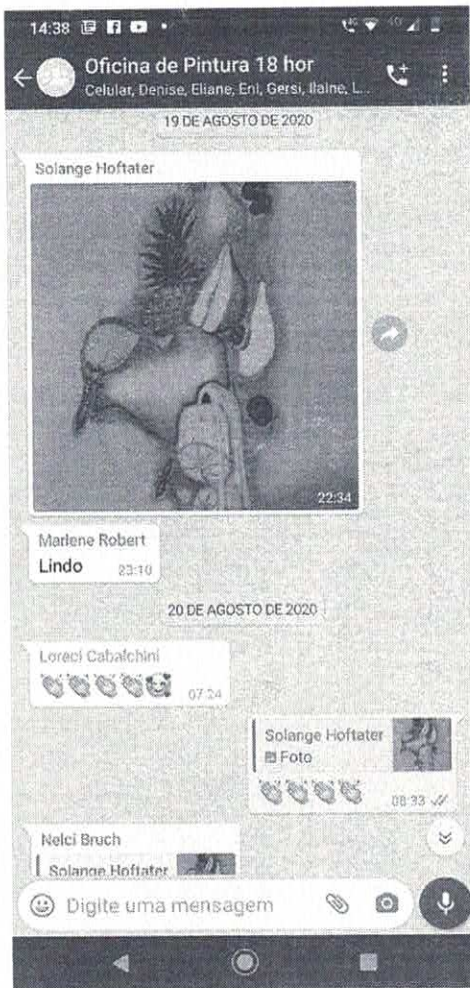 14:38
Oficina de Pintura 18 hor
Celular, Denise, Eliane, Eni, Gersi, Ilaine, L...
19 DE AGOSTO DE 2020
Solange Hoftater
22:34
Marlene Robert
Lindo 23:10
20 DE AGOSTO DE 2020
Loreci Cabalchini
👏👏👏👏🥰 07:24
Solange Hoftater
Foto
👏👏👏👏 08:33
Nelci Bruch
Solange Hoftater
Digite uma mensagem